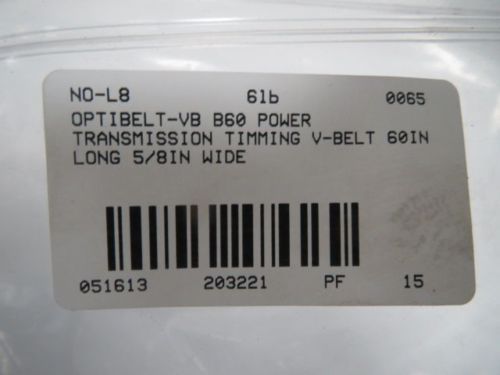 NO-L8 6lb 0065
OPTIBELT-VB B60 POWER
TRANSMISSION TIMMING V-BELT 60IN
LONG 5/8IN WIDE
051613 203221 PF 15